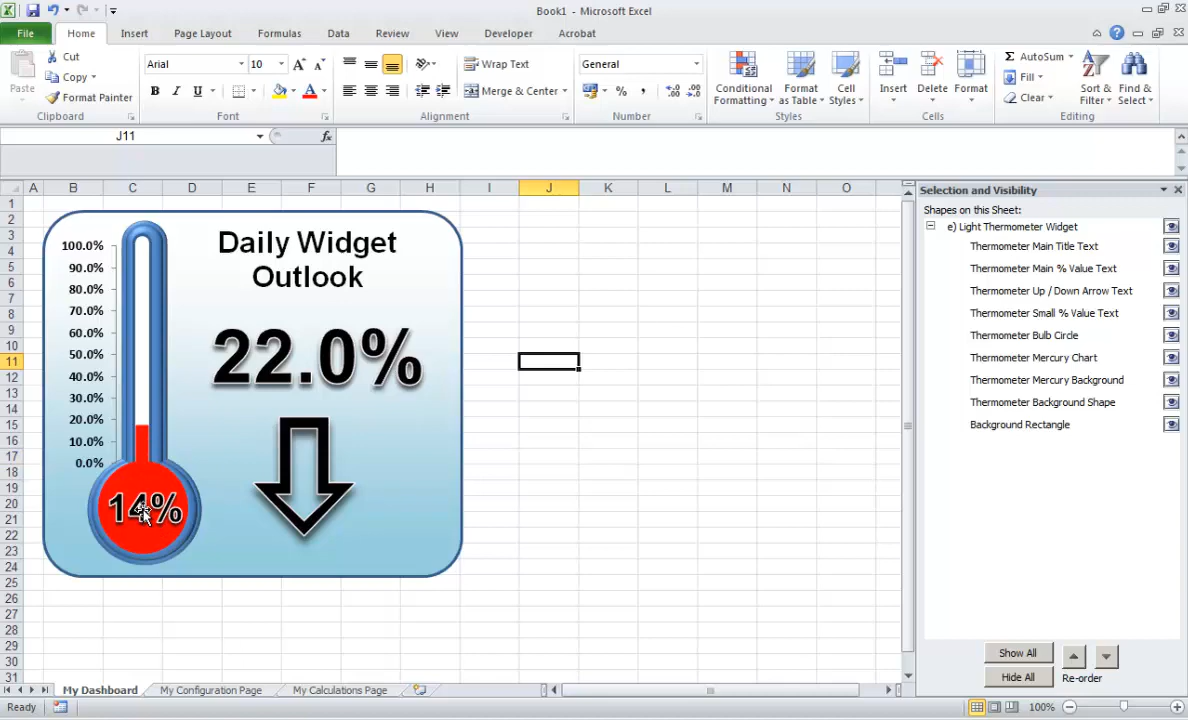 Book1 - Microsoft Excel
File Home Insert Page Layout Formulas Data Review View Developer Acrobat
Paste
Cut
Copy
Format Painter
Clipboard
Arial 10
B I U
Font
Wrap Text
Merge & Center
Alignment
General
Number
Conditional Formatting
Format as Table
Cell Styles
Styles
Insert
Delete
Format
Cells
Σ AutoSum
Fill
Clear
Sort & Filter
Find & Select
Editing
J11
fx
A B C D E F G H I J K L M N O
1
2
3
4
5
6
7
8
9
10
11
12
13
14
15
16
17
18
19
20
21
22
23
24
25
26
27
28
29
30
31
100.0%
90.0%
80.0%
70.0%
60.0%
50.0%
40.0%
30.0%
20.0%
10.0%
0.0%
14%
Daily Widget
Outlook
22.0%
Selection and Visibility
Shapes on this Sheet:
e) Light Thermometer Widget
Thermometer Main Title Text
Thermometer Main % Value Text
Thermometer Up / Down Arrow Text
Thermometer Small % Value Text
Thermometer Bulb Circle
Thermometer Mercury Chart
Thermometer Mercury Background
Thermometer Background Shape
Background Rectangle
Show All
Hide All
Re-order
My Dashboard My Configuration Page My Calculations Page
Ready
100%